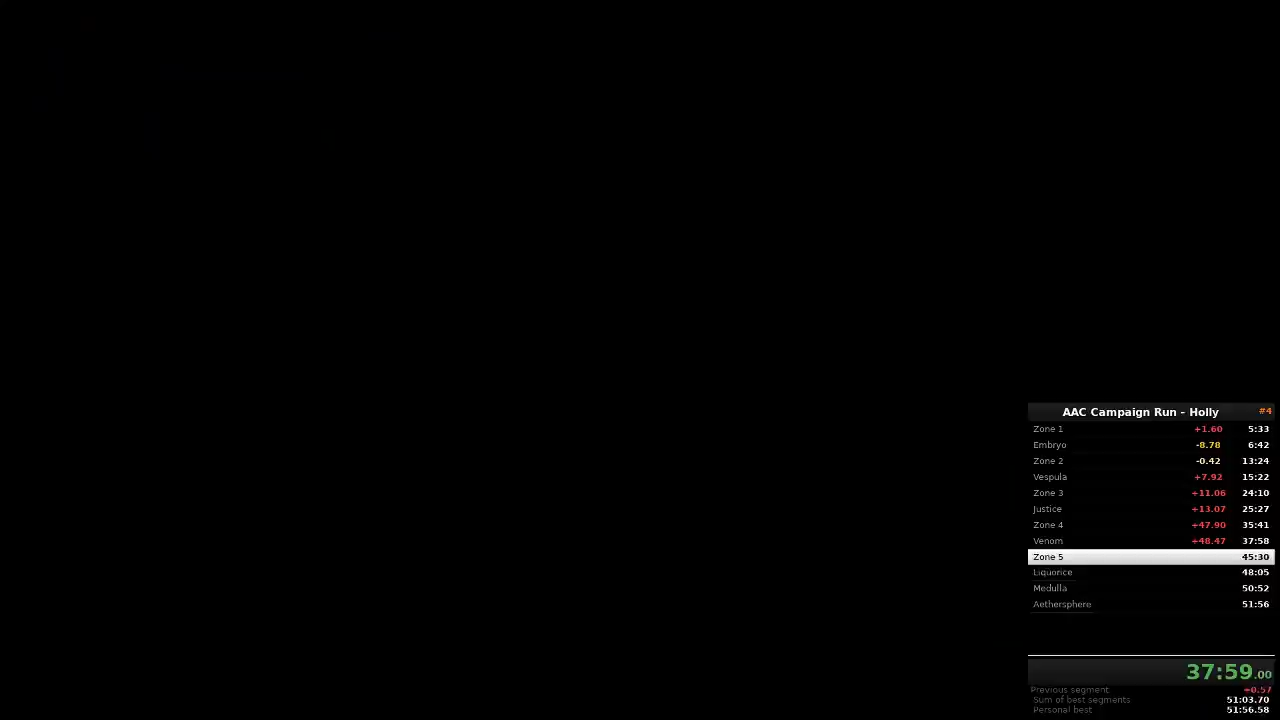 AAC Campaign Run - Holly #4
Zone 1 +1.60 5:33
Embryo -8.78 6:42
Zone 2 -0.42 13:24
Vespula +7.92 15:22
Zone 3 +11.06 24:10
Justice +13.07 25:27
Zone 4 +47.90 35:41
Venom +48.47 37:58
Zone 5 45:30
Liquorice 48:05
Medulla 50:52
Aethersphere 51:56
37:59.00
Previous segment +0.57
Sum of best segments 51:03.70
Personal best 51:56.58